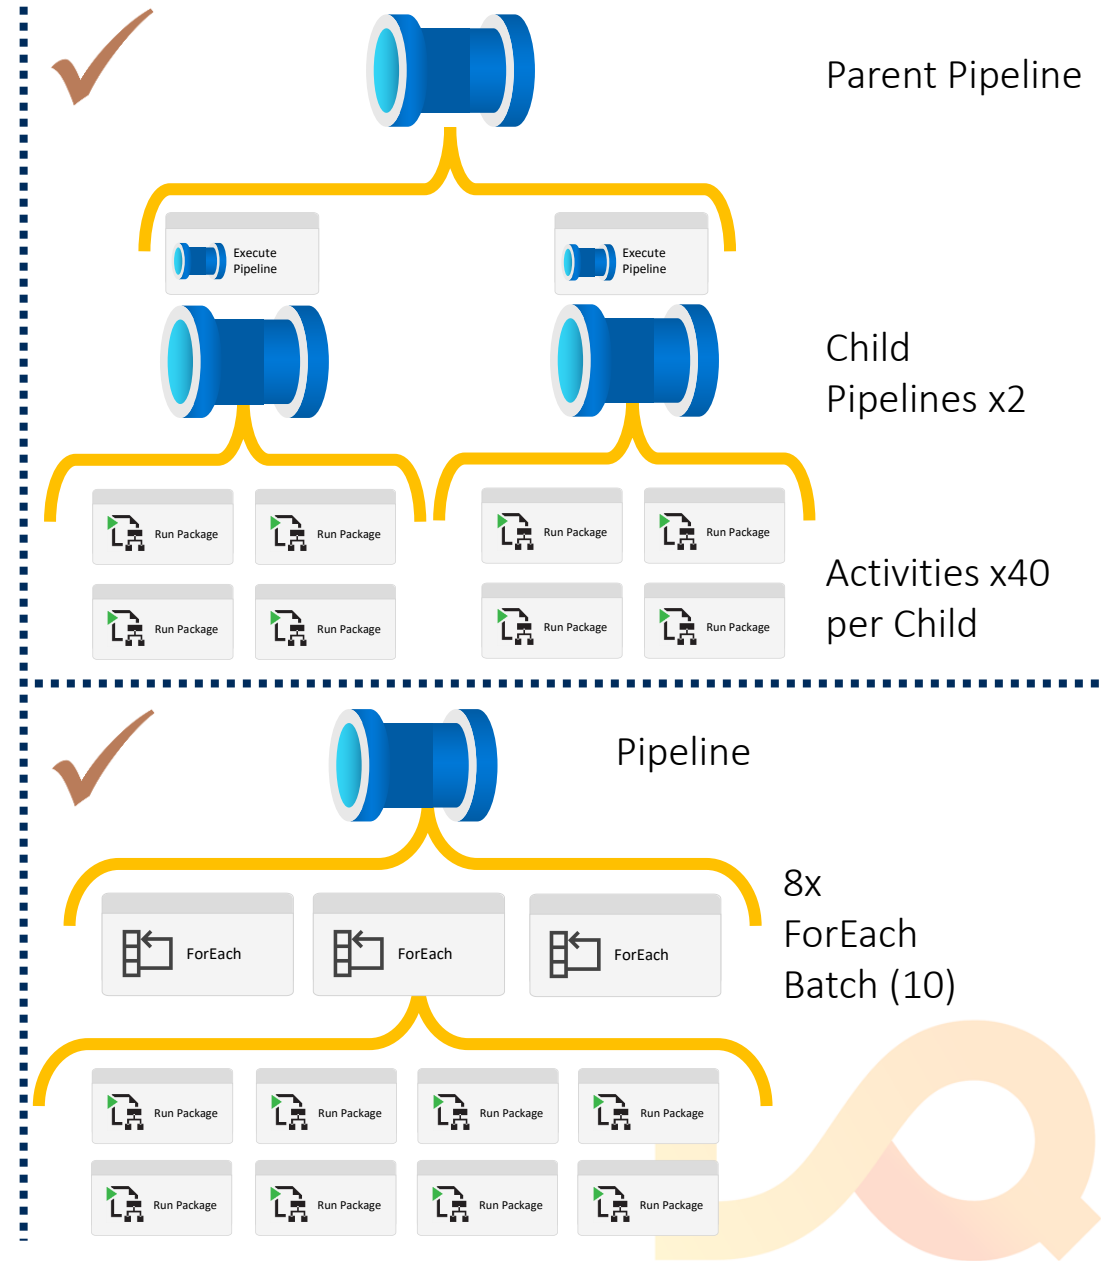 Parent Pipeline
Execute
Pipeline
Execute
Pipeline
Child
Pipelines x2
Run Package
Run Package
Run Package
Run Package
Run Package
Run Package
Run Package
Run Package
Activities x40
per Child
Pipeline
ForEach
ForEach
ForEach
8x
ForEach
Batch (10)
Run Package
Run Package
Run Package
Run Package
Run Package
Run Package
Run Package
Run Package